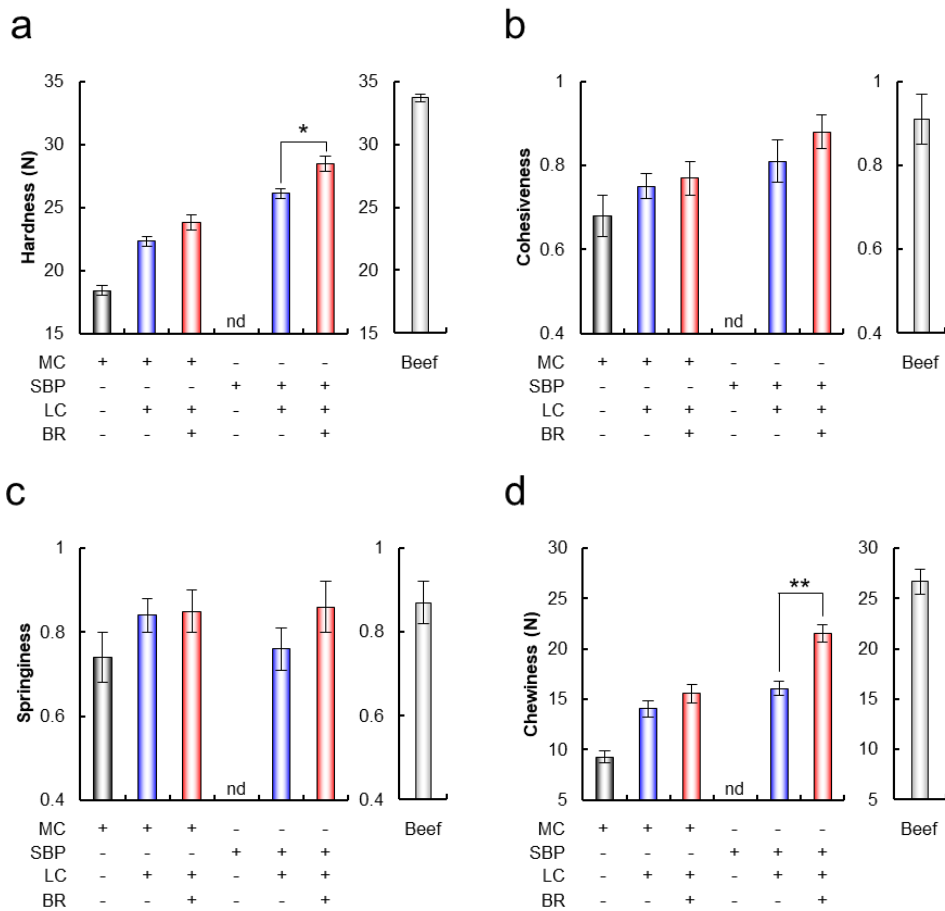 a
35
30
25
20
15
Hardness (N)
*
nd
35
30
25
20
15
MC + + + - - -
SBP - - - + + +
LC - + + - + +
BR - - + - - +
Beef
b
1
0.8
0.6
0.4
Cohesiveness
nd
1
0.8
0.6
0.4
MC + + + - - -
SBP - - - + + +
LC - + + - + +
BR - - + - - +
Beef
c
1
0.8
0.6
0.4
Springiness
nd
1
0.8
0.6
0.4
MC + + + - - -
SBP - - - + + +
LC - + + - + +
BR - - + - - +
Beef
d
30
25
20
15
10
5
Chewiness (N)
**
nd
30
25
20
15
10
5
MC + + + - - -
SBP - - - + + +
LC - + + - + +
BR - - + - - +
Beef